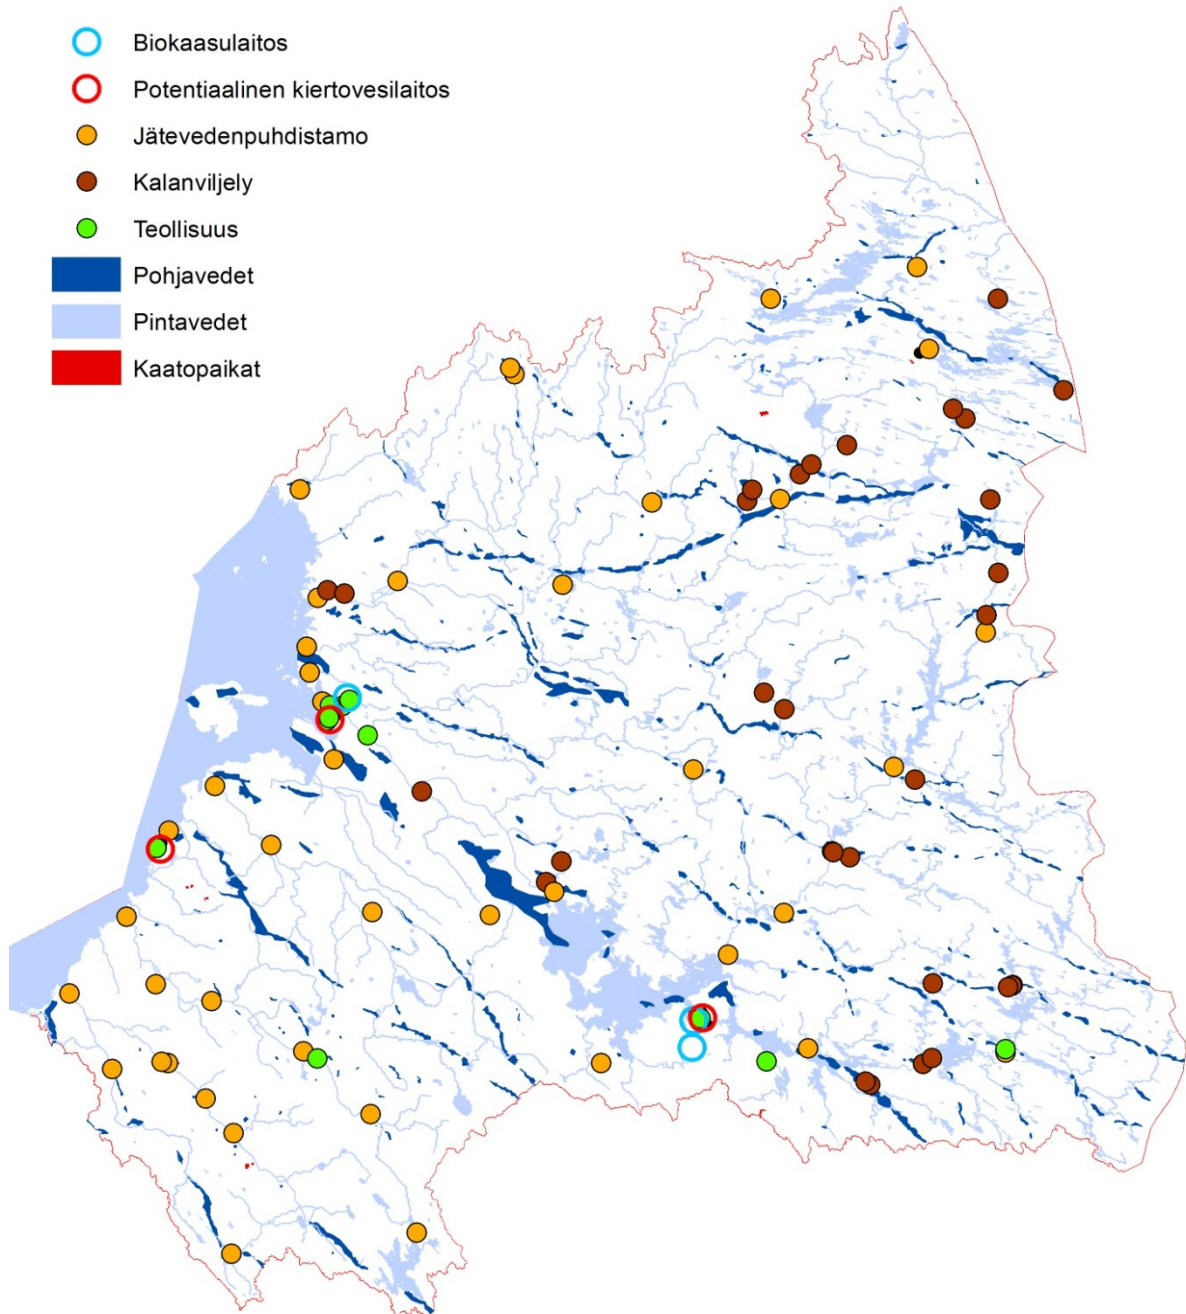 Biokaasulaitos
Potentiaalinen kiertovesilaitos
Jätevedenpuhdistamo
Kalanviljely
Teollisuus
Pohjavedet
Pintavedet
Kaatopaikat